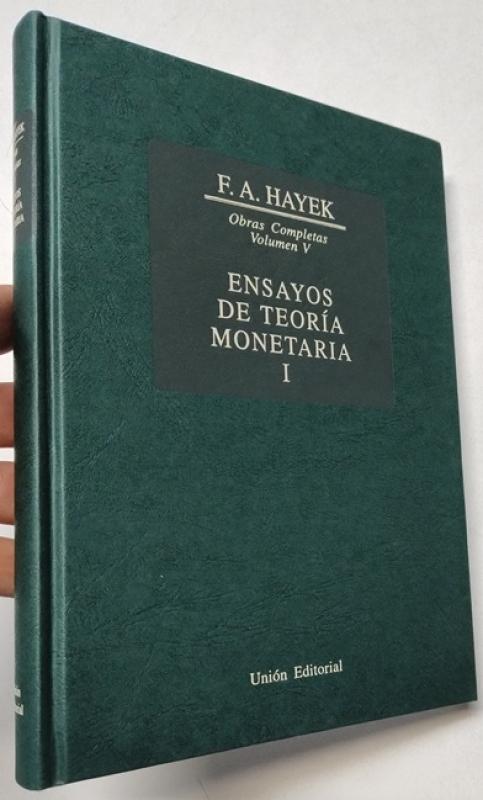 F. A. HAYEK
Obras Completas
Volumen V
ENSAYOS
DE TEORÍA
MONETARIA
I
Unión Editorial